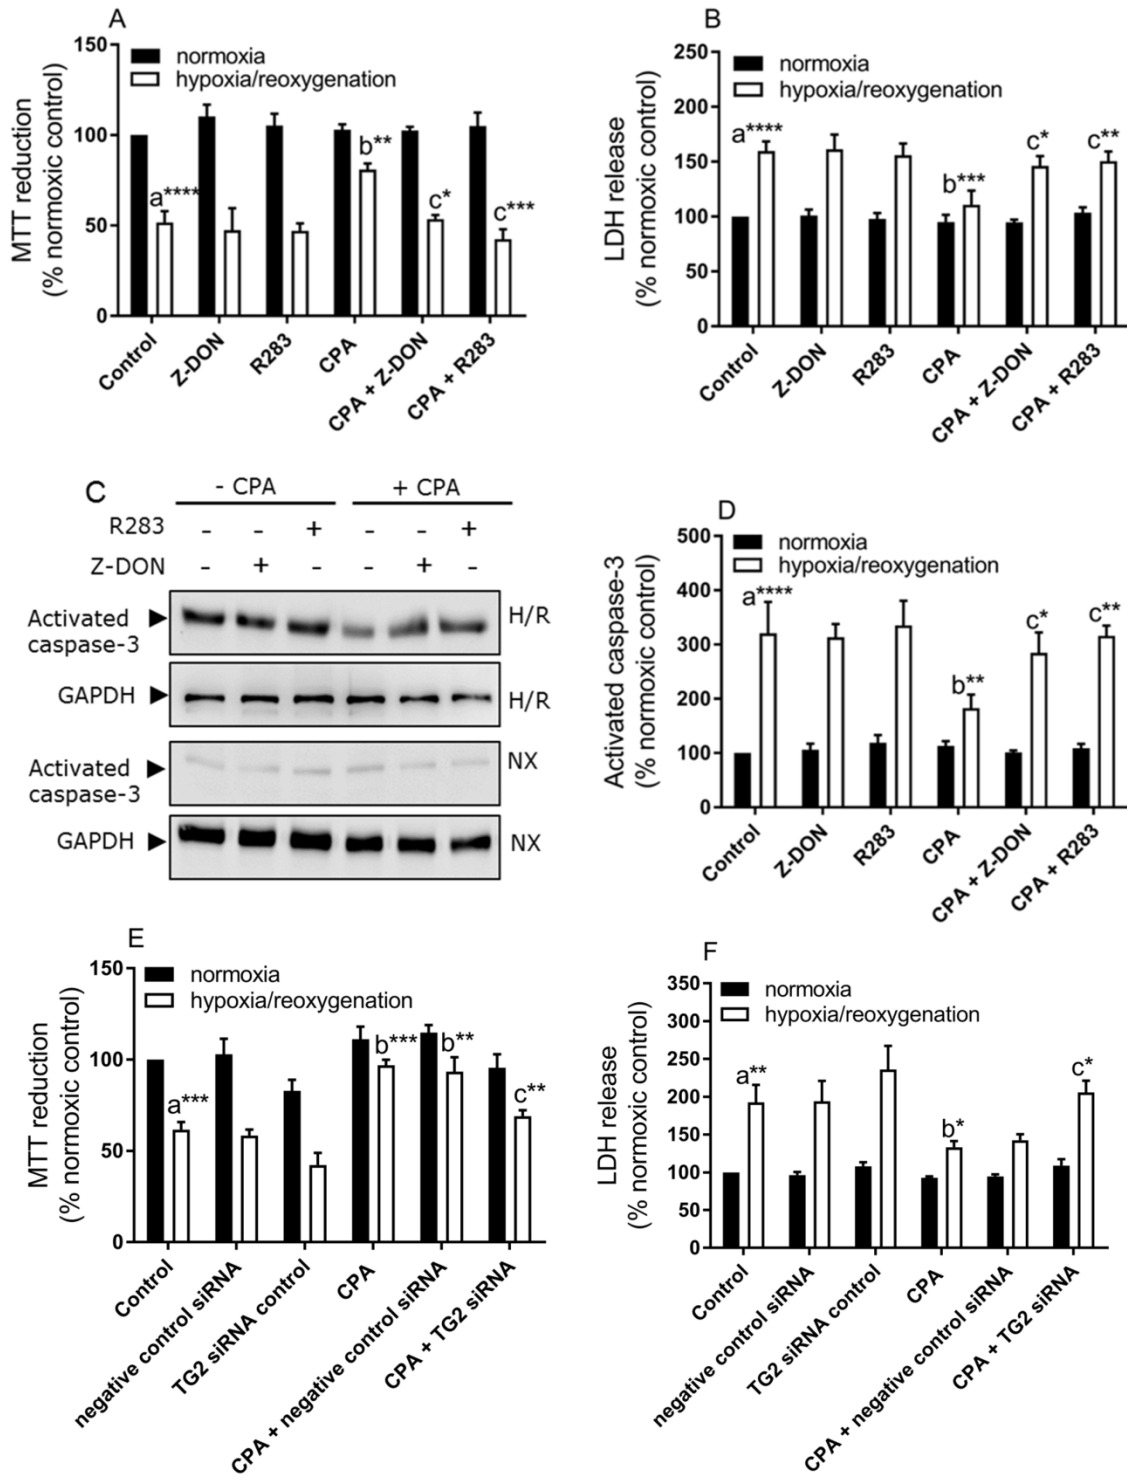 A
MTT reduction
(% normoxic control)
150
100
50
0
normoxia
hypoxia/reoxygenation
a****
b**
c*
c***
Control
Z-DON
R283
CPA
CPA + Z-DON
CPA + R283
B
LDH release
(% normoxic control)
250
200
150
100
50
0
normoxia
hypoxia/reoxygenation
a****
b***
c*
c**
Control
Z-DON
R283
CPA
CPA + Z-DON
CPA + R283
C
- CPA + CPA
R283 - - + - - +
Z-DON - + - - + -
Activated
caspase-3
H/R
GAPDH
H/R
Activated
caspase-3
NX
GAPDH
NX
D
Activated caspase-3
(% normoxic control)
500
400
300
200
100
0
normoxia
hypoxia/reoxygenation
a****
b**
c*
c**
Control
Z-DON
R283
CPA
CPA + Z-DON
CPA + R283
E
MTT reduction
(% normoxic control)
150
100
50
0
normoxia
hypoxia/reoxygenation
a***
b***
b**
c**
Control
negative control siRNA
TG2 siRNA control
CPA
CPA + negative control siRNA
CPA + TG2 siRNA
F
LDH release
(% normoxic control)
350
300
250
200
150
100
50
0
normoxia
hypoxia/reoxygenation
a**
b*
c*
Control
negative control siRNA
TG2 siRNA control
CPA
CPA + negative control siRNA
CPA + TG2 siRNA